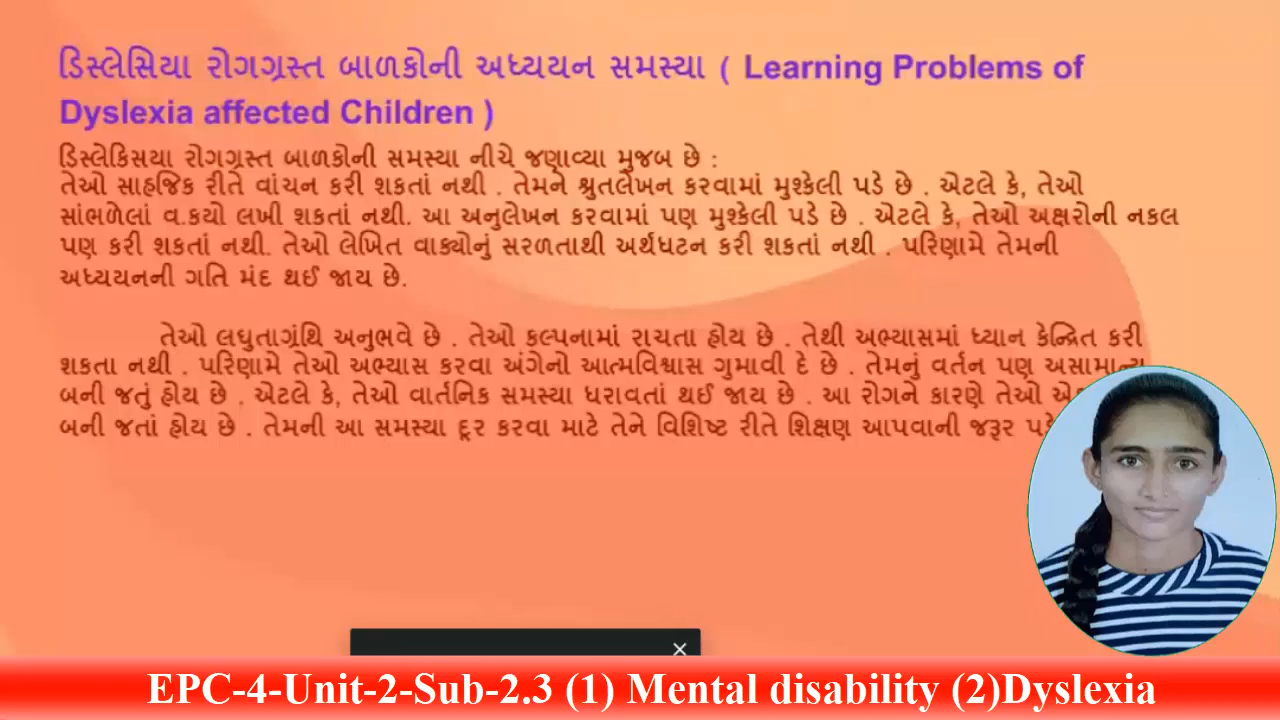 ડિસ્લેસિયા રોગગ્રસ્ત બાળકોની અધ્યયન સમસ્યા ( Learning Problems of
Dyslexia affected Children )
ડિસ્લેક્સિયા રોગગ્રસ્ત બાળકોની સમસ્યા નીચે જણાવ્યા મુજબ છે :
તેઓ સાહજિક રીતે વાંચન કરી શકતાં નથી . તેમને શ્રુતલેખન કરવામાં મુશ્કેલી પડે છે . એટલે કે, તેઓ
સાંભળેલાં વ.કયો લખી શકતાં નથી. આ અનુલેખન કરવામાં પણ મુશ્કેલી પડે છે . એટલે કે, તેઓ અક્ષરોની નકલ
પણ કરી શકતાં નથી. તેઓ લેખિત વાક્યોનું સરળતાથી અર્થઘટન કરી શકતાં નથી . પરિણામે તેમની
અધ્યયનની ગતિ મંદ થઈ જાય છે.
તેઓ લઘુતાગ્રંથિ અનુભવે છે . તેઓ કલ્પનામાં રાચતા હોય છે . તેથી અભ્યાસમાં ધ્યાન કેન્દ્રિત કરી
શકતા નથી . પરિણામે તેઓ અભ્યાસ કરવા અંગેનો આત્મવિશ્વાસ ગુમાવી દે છે . તેમનું વર્તન પણ અસામાન્ય
બની જતું હોય છે . એટલે કે, તેઓ વાર્તનિક સમસ્યા ધરાવતાં થઈ જાય છે . આ રોગને કારણે તેઓ
બની જતાં હોય છે . તેમની આ સમસ્યા દૂર કરવા માટે તેને વિશિષ્ટ રીતે શિક્ષણ આપવાની જરૂર
EPC-4-Unit-2-Sub-2.3 (1) Mental disability (2)Dyslexia